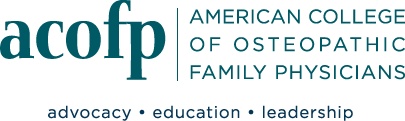 acofp
AMERICAN COLLEGE
OF OSTEOPATHIC
FAMILY PHYSICIANS
advocacy • education • leadership